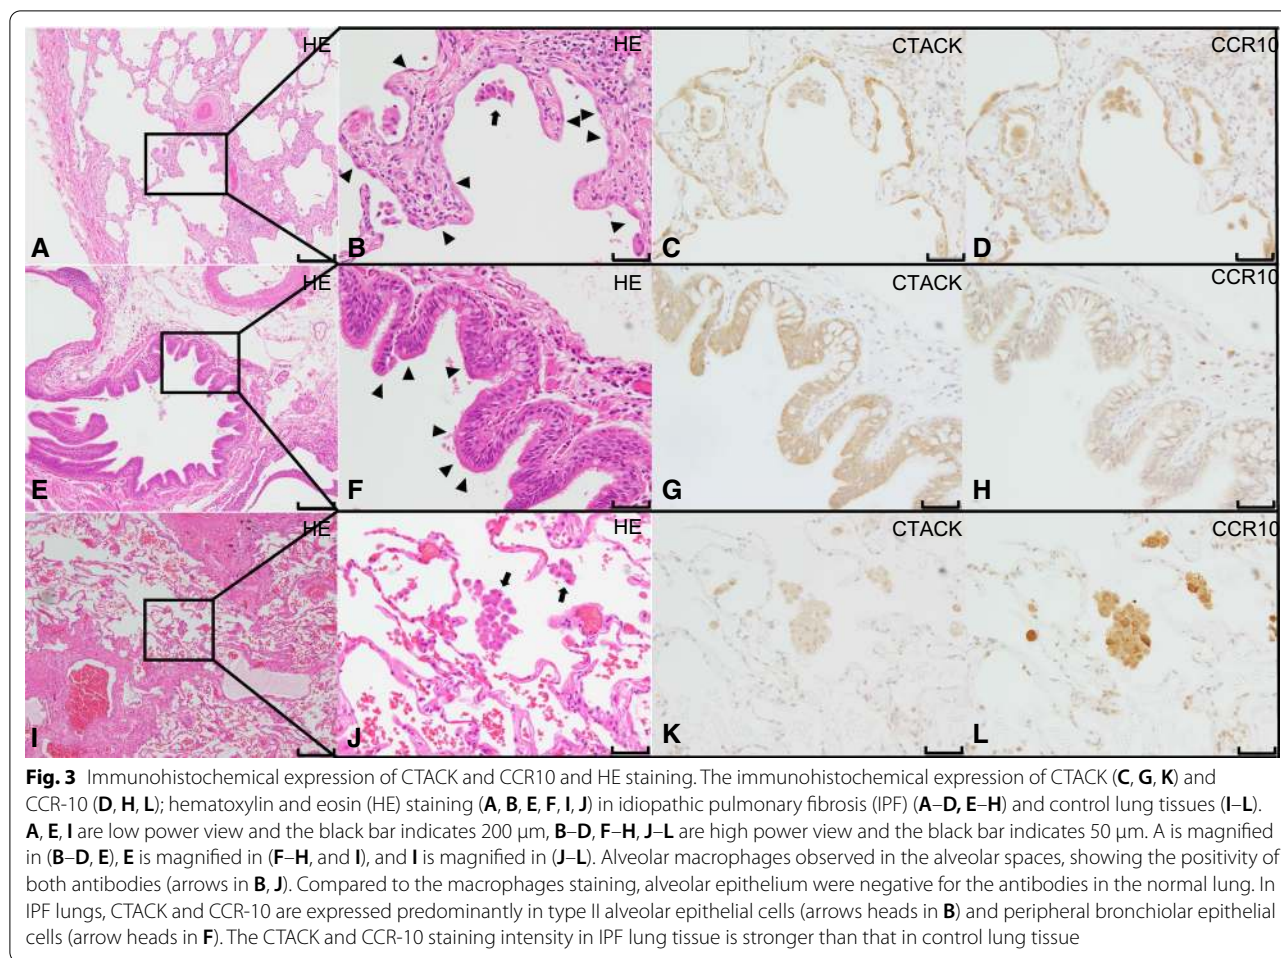 HE HE CTACK CCR10
A B C D
HE HE CTACK CCR10
E F G H
HE HE CTACK CCR10
I J K L
Fig. 3 Immunohistochemical expression of CTACK and CCR10 and HE staining. The immunohistochemical expression of CTACK (C, G, K) and
CCR-10 (D, H, L); hematoxylin and eosin (HE) staining (A, B, E, F, I, J) in idiopathic pulmonary fibrosis (IPF) (A–D, E–H) and control lung tissues (I–L).
A, E, I are low power view and the black bar indicates 200 µm, B–D, F–H, J–L are high power view and the black bar indicates 50 µm. A is magnified
in (B–D, E), E is magnified in (F–H, and I), and I is magnified in (J–L). Alveolar macrophages observed in the alveolar spaces, showing the positivity of
both antibodies (arrows in B, J). Compared to the macrophages staining, alveolar epithelium were negative for the antibodies in the normal lung. In
IPF lungs, CTACK and CCR-10 are expressed predominantly in type II alveolar epithelial cells (arrows heads in B) and peripheral bronchiolar epithelial
cells (arrow heads in F). The CTACK and CCR-10 staining intensity in IPF lung tissue is stronger than that in control lung tissue